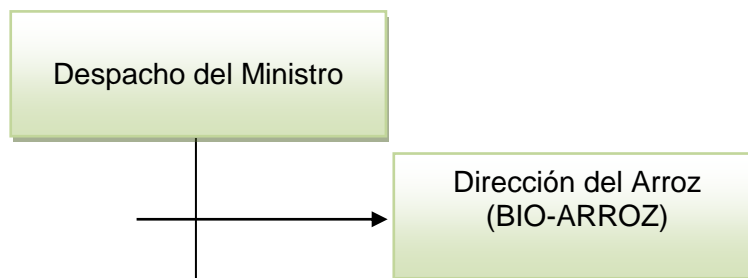 Despacho del Ministro
Dirección del Arroz
(BIO-ARROZ)